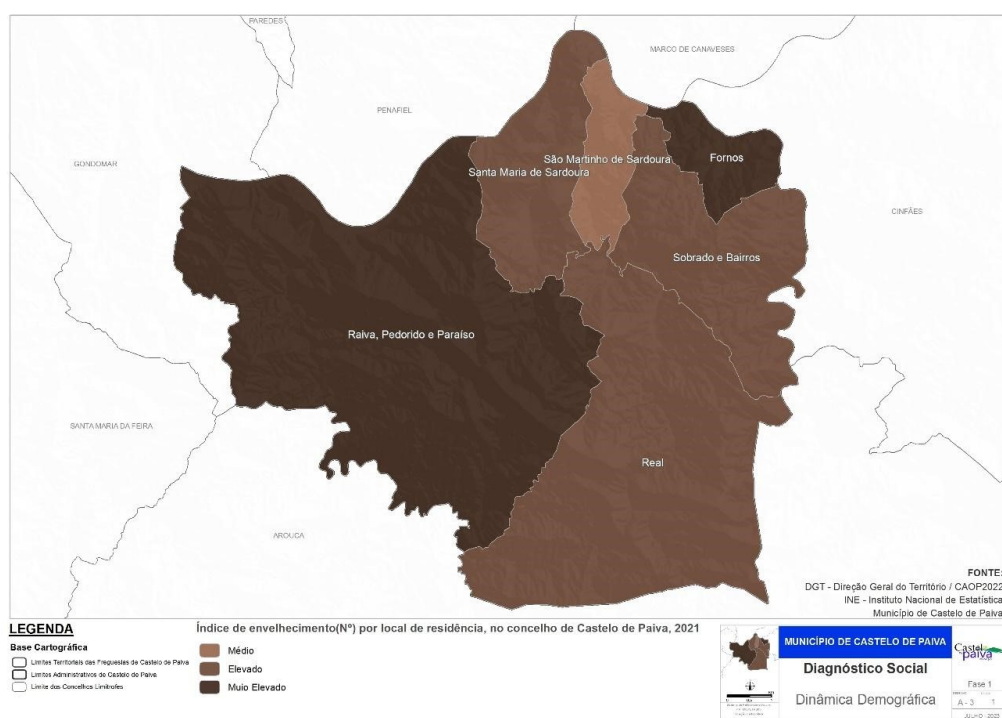 PAREDES
MARCO DE CANAVESES
PENAFIEL
GONDOMAR
São Martinho de Sardoura
Fornos
Santa Maria de Sardoura
CINFÃES
Sobrado e Bairros
Raiva, Pedorido e Paraíso
SANTA MARIA DA FEIRA
Real
AROUCA
FONTE:
DGT - Direção Geral do Território / CAOP2022
INE - Instituto Nacional de Estatística
Município de Castelo de Paiva
LEGENDA
Base Cartográfica
Limites Territoriais das Freguesias de Castelo de Paiva
Limites Administrativos de Castelo de Paiva
Limite dos Concelhos Limítrofes
Índice de envelhecimento(Nº) por local de residência, no concelho de Castelo de Paiva, 2021
Médio
Elevado
Muio Elevado
MUNICÍPIO DE CASTELO DE PAIVA
Diagnóstico Social
Dinâmica Demográfica
Castelo
paiva
Fase 1
A - 3 1
JULHO - 2023